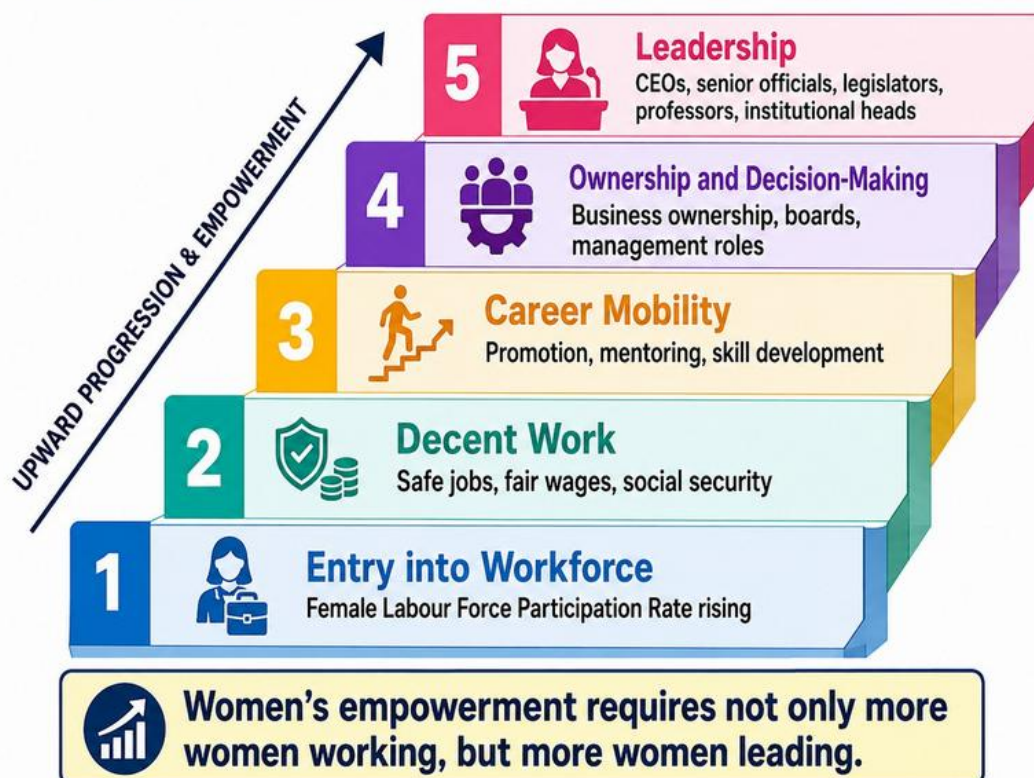 UPWARD PROGRESSION & EMPOWERMENT
5
Leadership
CEOs, senior officials, legislators,
professors, institutional heads
4
Ownership and Decision-Making
Business ownership, boards,
management roles
3
Career Mobility
Promotion, mentoring, skill development
2
Decent Work
Safe jobs, fair wages, social security
1
Entry into Workforce
Female Labour Force Participation Rate rising
Women’s empowerment requires not only more
women working, but more women leading.